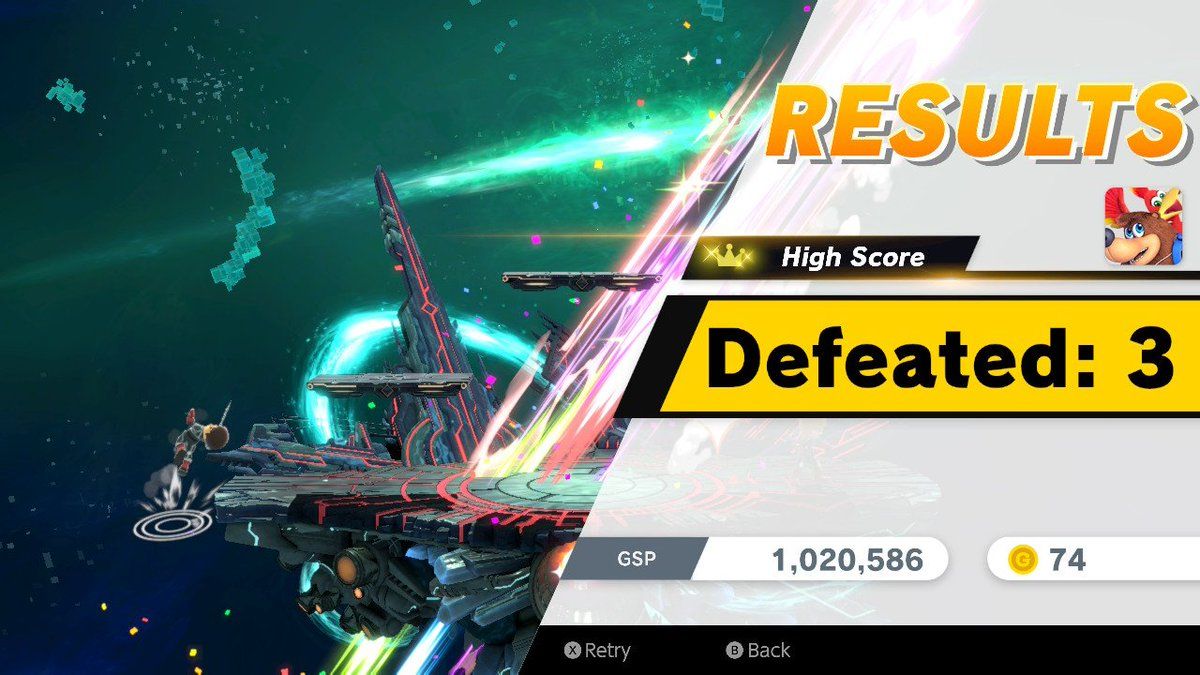 RESULTS
High Score
Defeated: 3
GSP 1,020,586 G 74
X Retry B Back